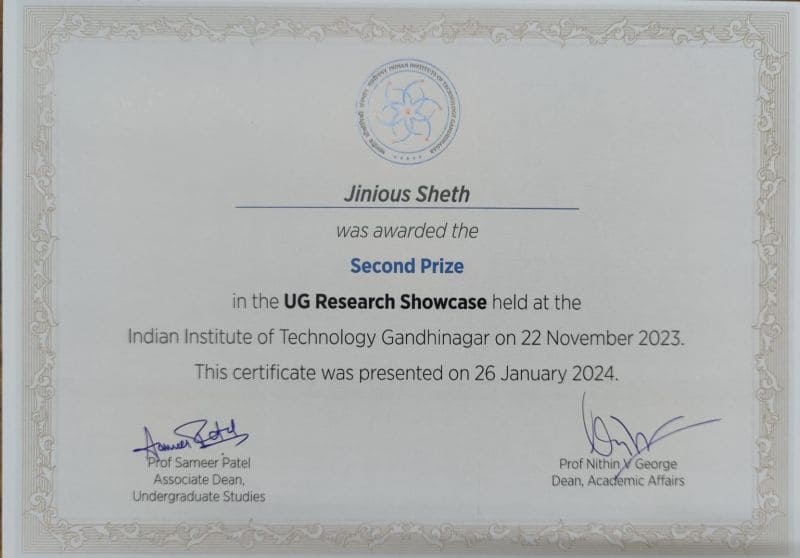 INDIAN INSTITUTE OF TECHNOLOGY GANDHINAGAR
Jinious Sheth
was awarded the
Second Prize
in the UG Research Showcase held at the
Indian Institute of Technology Gandhinagar on 22 November 2023.
This certificate was presented on 26 January 2024.
Prof Sameer Patel
Associate Dean,
Undergraduate Studies
Prof Nithin V George
Dean, Academic Affairs